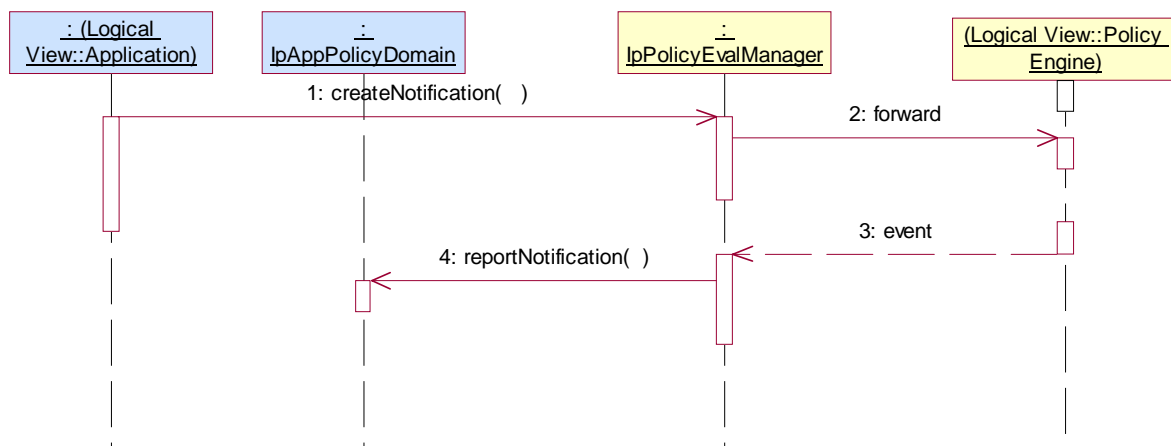 : (Logical
View::Application)
:
IpAppPolicyDomain
:
IpPolicyEvalManager
(Logical View::Policy
Engine)
1: createNotification( )
2: forward
3: event
4: reportNotification( )